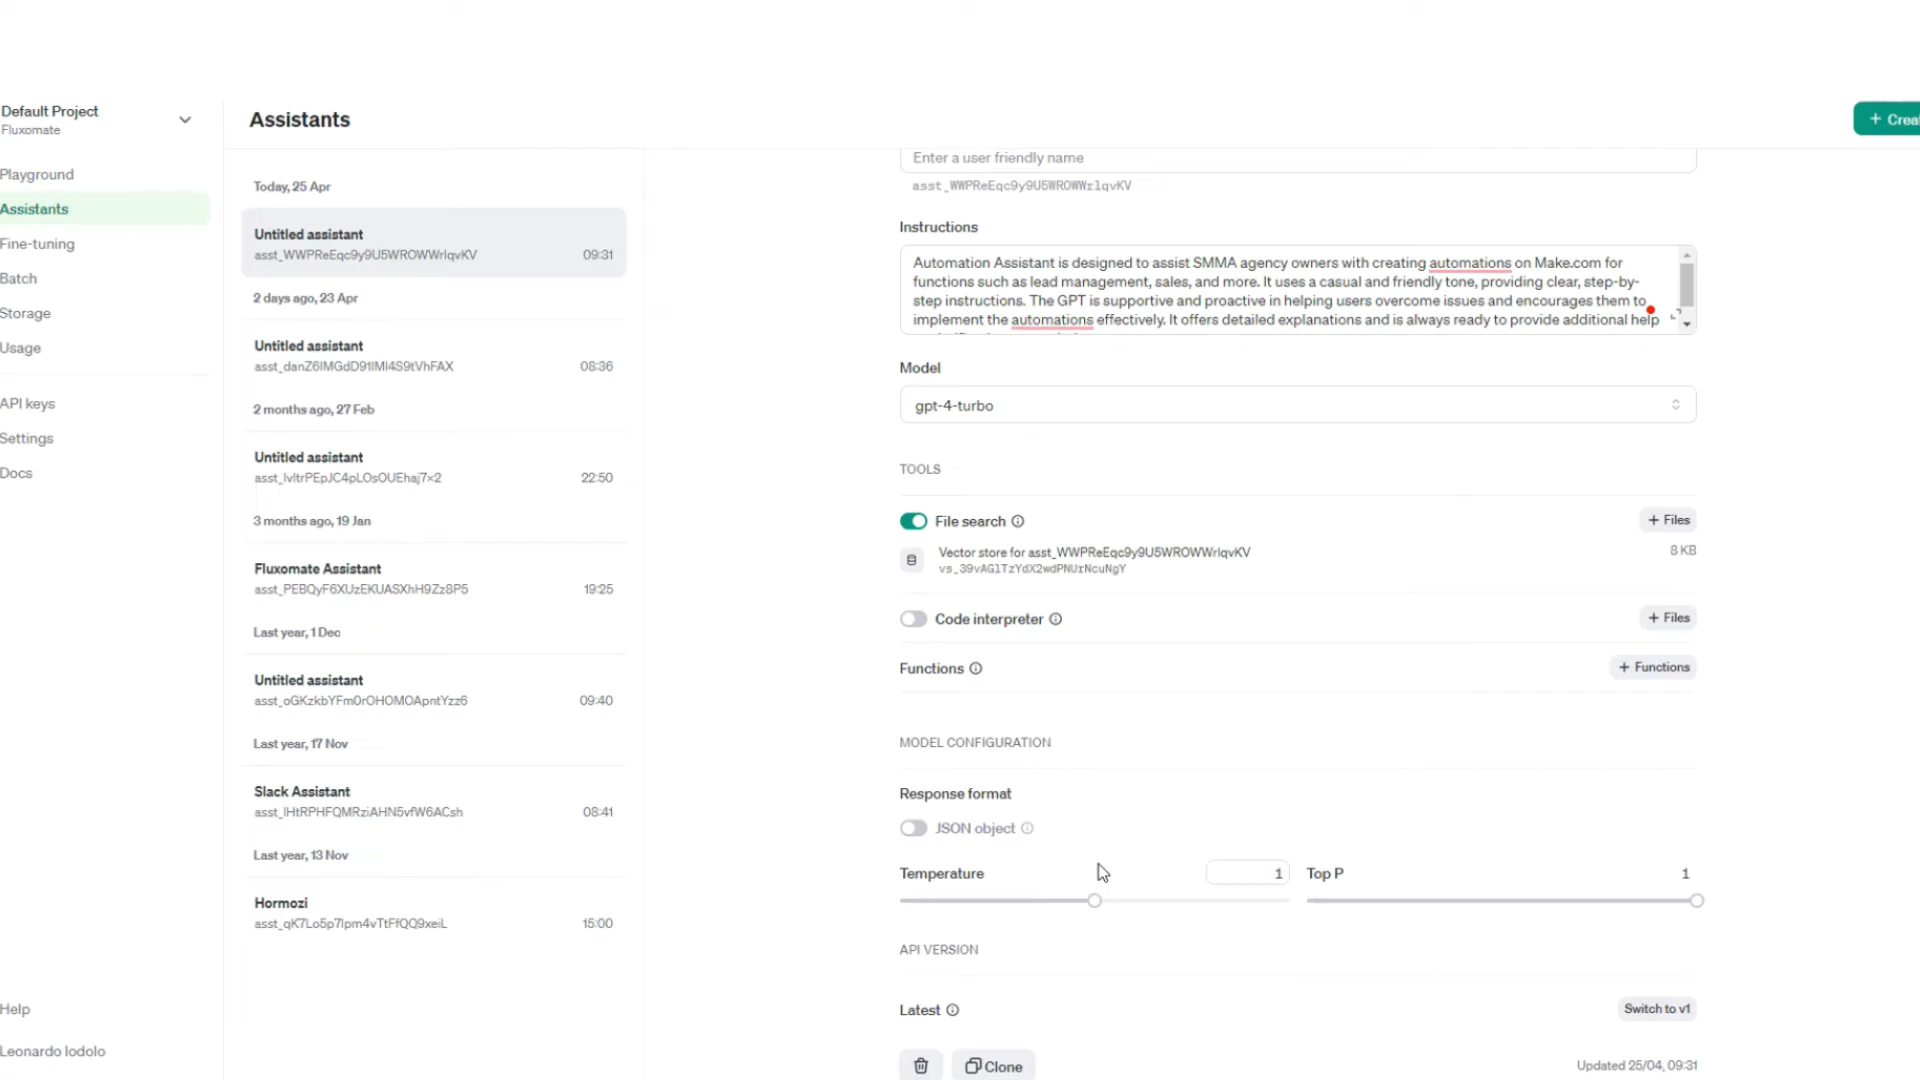 Default Project
Fluxomate
Playground
Assistants
Fine-tuning
Batch
Storage
Usage
API keys
Settings
Docs
Help
Leonardo Iodolo
Assistants
+ Creat
Today, 25 Apr
Untitled assistant
asst_WWPReEqc9y9U5WROWWrlqvKV 09:31
2 days ago, 23 Apr
Untitled assistant
asst_danZ6IMGdD91IMI4S9tVhFAX 08:36
2 months ago, 27 Feb
Untitled assistant
asst_lvltrPEpJC4pLOsOUEhaj7x2 22:50
3 months ago, 19 Jan
Fluxomate Assistant
asst_PEBQyF6XUzEKUASXhH9Zz8P5 19:25
Last year, 1 Dec
Untitled assistant
asst_oGKzkbYFm0rOHOMOApntYzz6 09:40
Last year, 17 Nov
Slack Assistant
asst_lHtRPHFQMRziAHN5vfW6ACsh 08:41
Last year, 13 Nov
Hormozi
asst_qK7Lo5p7lpm4vTtFfQQ9xeiL 15:00
Enter a user friendly name
asst_WWPReEqc9y9U5WROWWrlqvKV
Instructions
Automation Assistant is designed to assist SMMA agency owners with creating automations on Make.com for
functions such as lead management, sales, and more. It uses a casual and friendly tone, providing clear, step-by-
step instructions. The GPT is supportive and proactive in helping users overcome issues and encourages them to
implement the automations effectively. It offers detailed explanations and is always ready to provide additional help
Model
gpt-4-turbo
TOOLS
File search
+ Files
Vector store for asst_WWPReEqc9y9U5WROWWrlqvKV 8 KB
vs_39vAGlTzYdX2wdPNUrNcuNgY
Code interpreter
+ Files
Functions
+ Functions
MODEL CONFIGURATION
Response format
JSON object
Temperature 1
Top P 1
API VERSION
Latest
Switch to v1
Clone
Updated 25/04, 09:31